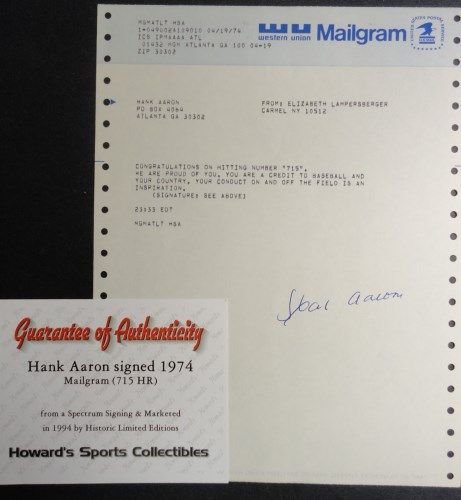 MGMATLT HSA
1-049002A109010 04/19/74
ICS IPMAAAA ATL
01432 MGM ATLANTA GA 100 04-19
ZIP 30302
western union Mailgram
HANK AARON
PO BOX 4064
ATLANTA GA 30302
FROM: ELIZABETH LAMPERSBERGER
CARMEL NY 10512
CONGRATULATIONS ON HITTING NUMBER "715".
WE ARE PROUD OF YOU. YOU ARE A CREDIT TO BASEBALL AND
YOUR COUNTRY, YOUR CONDUCT ON AND OFF THE FIELD IS AN
INSPIRATION.
(SIGNATURE: SEE ABOVE)
23:33 EDT
MGMATLT HSA
Hank Aaron
Guarantee of Authenticity
Hank Aaron signed 1974
Mailgram (715 HR)
from a Spectrum Signing & Marketed
in 1994 by Historic Limited Editions
Howard's Sports Collectibles